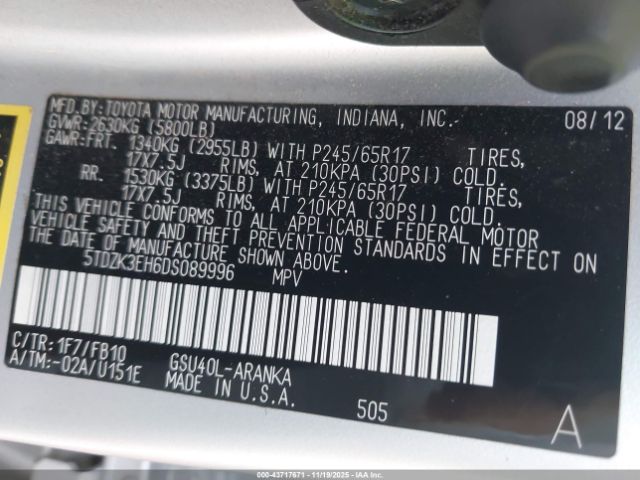 MFD. BY: TOYOTA MOTOR MANUFACTURING, INDIANA, INC. 08/12
GVWR: 2630KG (5800LB)
GAWR: FRT. 1340KG (2955LB) WITH P245/65R17 TIRES,
17X7.5J RIMS, AT 210KPA (30PSI) COLD.
RR. 1530KG (3375LB) WITH P245/65R17 TIRES,
17X7.5J RIMS, AT 210KPA (30PSI) COLD.
THIS VEHICLE CONFORMS TO ALL APPLICABLE FEDERAL MOTOR
VEHICLE SAFETY AND THEFT PREVENTION STANDARDS IN EFFECT ON
THE DATE OF MANUFACTURE SHOWN ABOVE.
5TDZK3EH6DS089996 MPV
C/TR: 1F7/FB10 GSU40L-ARANKA
A/TM: -02A/U151E MADE IN U.S.A.
505 A
000-43717671 - 11/19/2025 - IAAI.COM